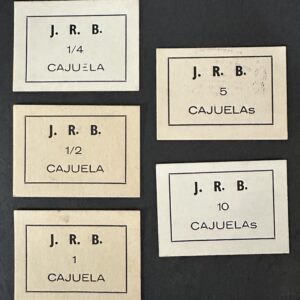 J. R. B.
1/4
CAJUELA
J. R. B.
1/2
CAJUELA
J. R. B.
1
CAJUELA
J. R. B.
5
CAJUELAs
J. R. B.
10
CAJUELAs